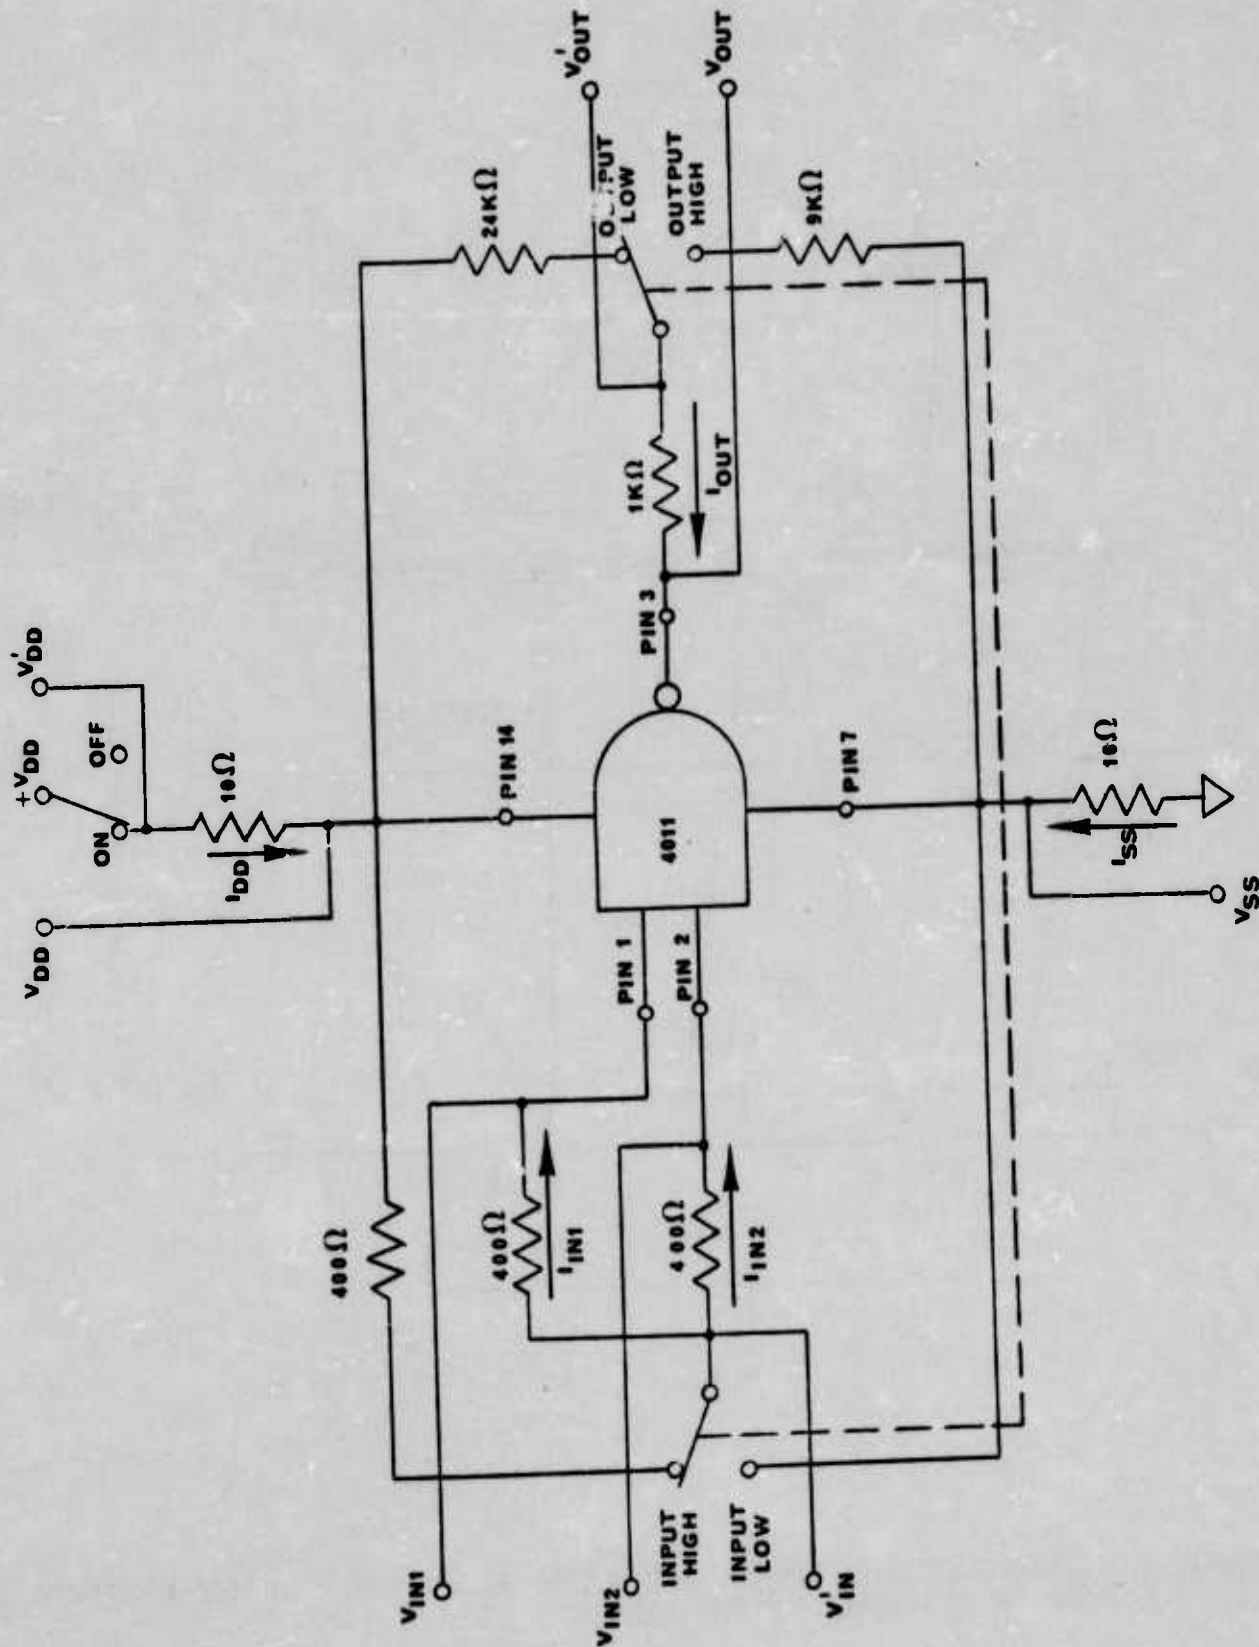 V'DD
+VDD
VDD
OFF
ON
10Ω
IDD
PIN 14
V'OUT
VOUT
24KΩ
OUTPUT
LOW
OUTPUT
HIGH
9KΩ
1KΩ
IOUT
PIN 3
4011
PIN 7
PIN 1
PIN 2
400Ω
400Ω
IIN1
400Ω
IIN2
INPUT
HIGH
INPUT
LOW
VIN1
VIN2
V'IN
ISS
VSS